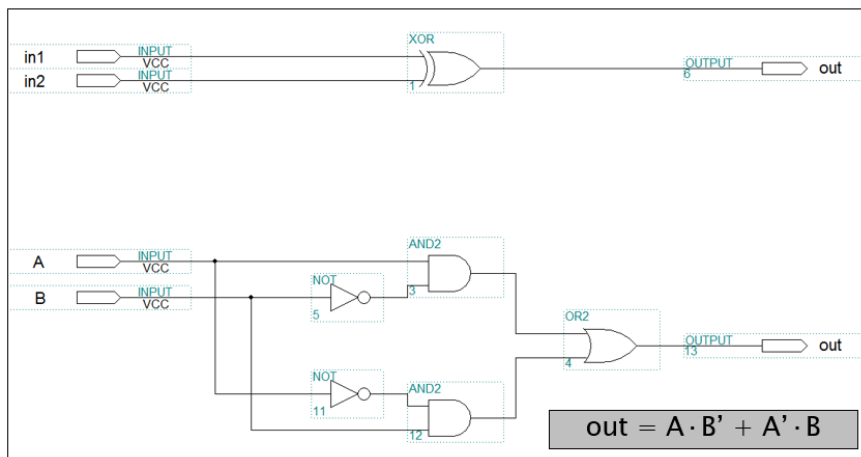 XOR
in1 INPUT VCC
OUTPUT 6 out
in2 INPUT VCC
1
AND2
A INPUT VCC
NOT
3
B INPUT VCC
5
OR2
OUTPUT 13 out
4
NOT
AND2
11
12
out = A · B’ + A’ · B